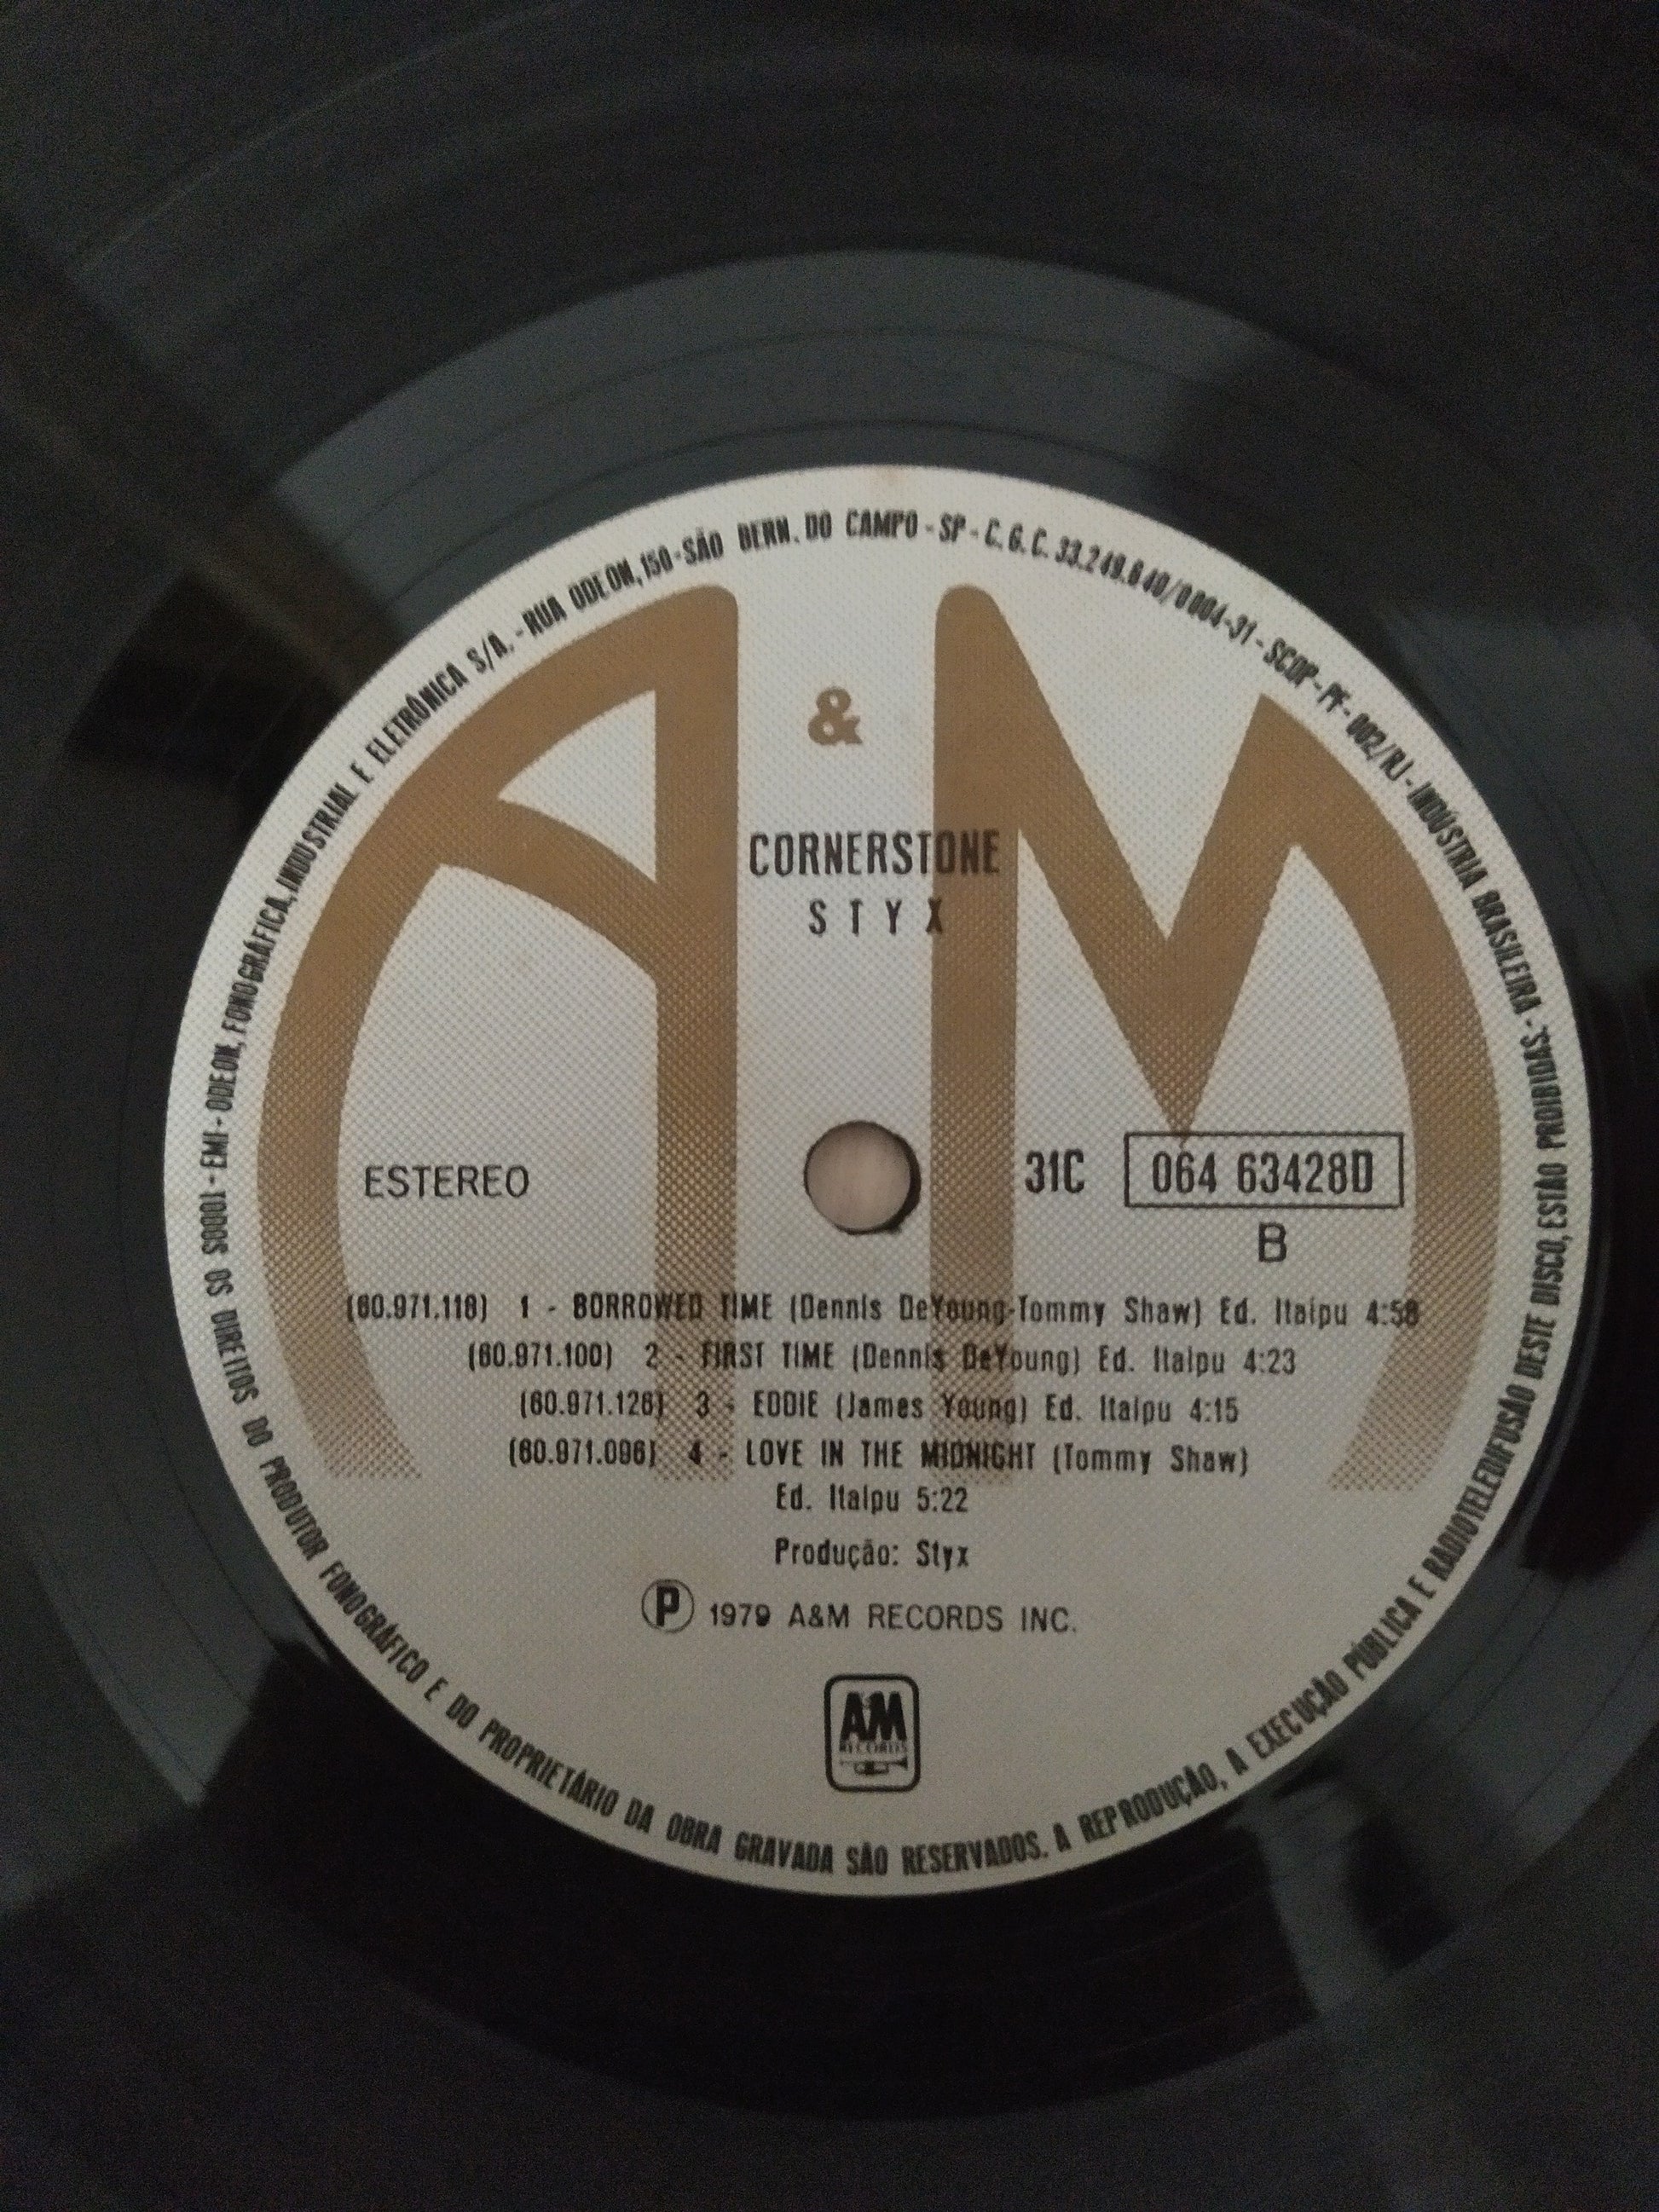 SO 10001-EMI-ODEON, FONOGRÁFICA, INDUSTRIAL E ELETRÔNICA S/A. - RUA ODEON, 150 - SÃO BERN. DO CAMPO - SP - C.G.C. 33.249.640/0004-31 - SCDP - PF - 002/RJ - INDÚSTRIA BRASILEIRA
A & M
CORNERSTONE
STYX
ESTEREO 31C 064 63428D
B
(60.971.118) 1 - BORROWED TIME (Dennis DeYoung-Tommy Shaw) Ed. Itaipu 4:58
(60.971.100) 2 - FIRST TIME (Dennis DeYoung) Ed. Itaipu 4:23
(60.971.126) 3 - EDDIE (James Young) Ed. Itaipu 4:15
(60.971.096) 4 - LOVE IN THE MIDNIGHT (Tommy Shaw)
Ed. Itaipu 5:22
Produção: Styx
P 1979 A&M RECORDS INC.
A&M
RECORDS
DIREITOS DO PRODUTOR FONOGRÁFICO E DO PROPRIETÁRIO DA OBRA GRAVADA SÃO RESERVADOS. A REPRODUÇÃO, A EXECUÇÃO PÚBLICA E RADIOTELEDIFUSÃO DESTE DISCO, ESTÃO PROIBIDAS.